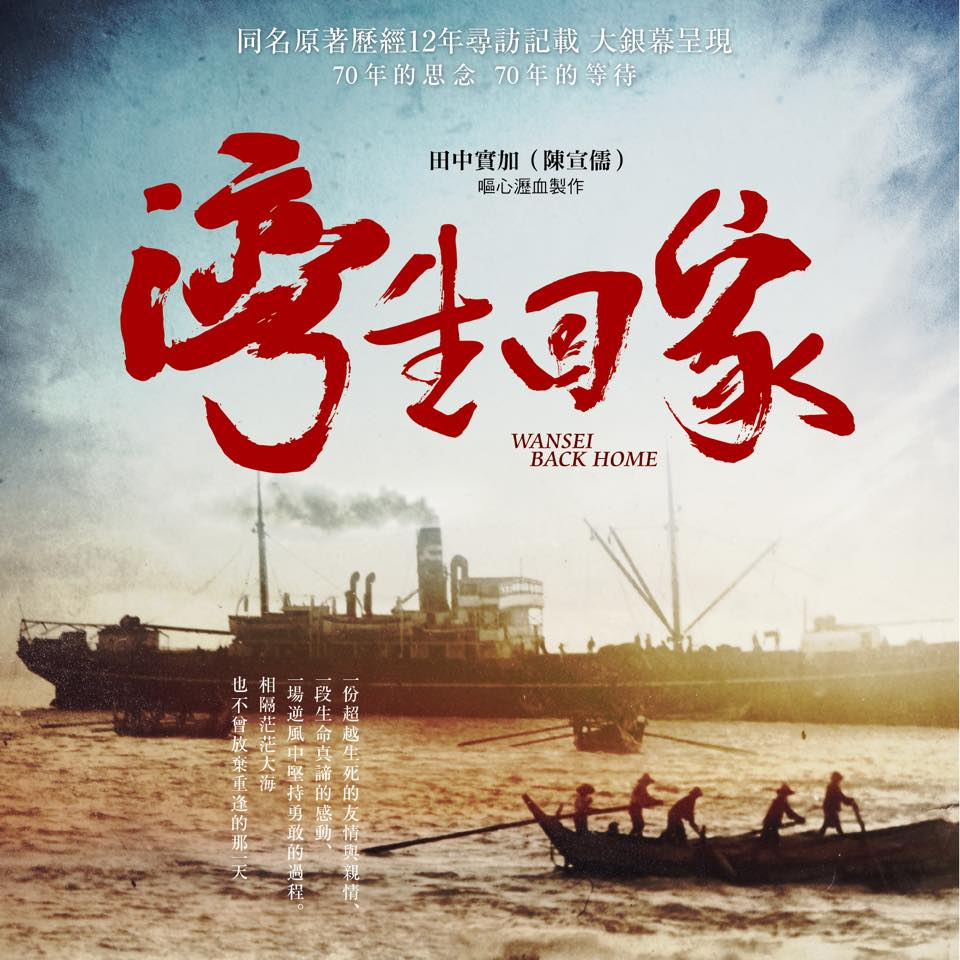 同名原著歷經12年尋訪記載 大銀幕呈現
70年的思念 70年的等待
田中實加（陳宣儒）
嘔心瀝血製作
灣生回家
WANSEI
BACK HOME
一份超越生死的友情與親情、
一段生命真諦的感動、
一場逆風中堅持勇敢的過程。
相隔茫茫大海
也不曾放棄重逢的那一天